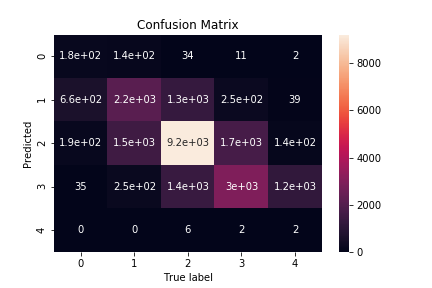 Confusion Matrix
0 1.8e+02 1.4e+02 34 11 2
1 6.6e+02 2.2e+03 1.3e+03 2.5e+02 39
2 1.9e+02 1.5e+03 9.2e+03 1.7e+03 1.4e+02
3 35 2.5e+02 1.4e+03 3e+03 1.2e+03
4 0 0 6 2 2
0 1 2 3 4
Predicted
True label
8000
6000
4000
2000
0